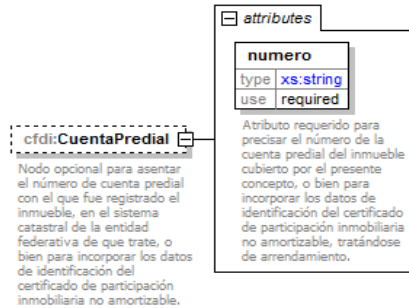 attributes
numero
type xs:string
use required
Atributo requerido para
precisar el número de la
cuenta predial del inmueble
cubierto por el presente
concepto, o bien para
incorporar los datos de
identificación del certificado
de participación inmobiliaria
no amortizable, tratándose
de arrendamiento.
cfdi:CuentaPredial
Nodo opcional para asentar
el número de cuenta predial
con el que fue registrado el
inmueble, en el sistema
catastral de la entidad
federativa de que trate, o
bien para incorporar los datos
de identificación del
certificado de participación
inmobiliaria no amortizable.